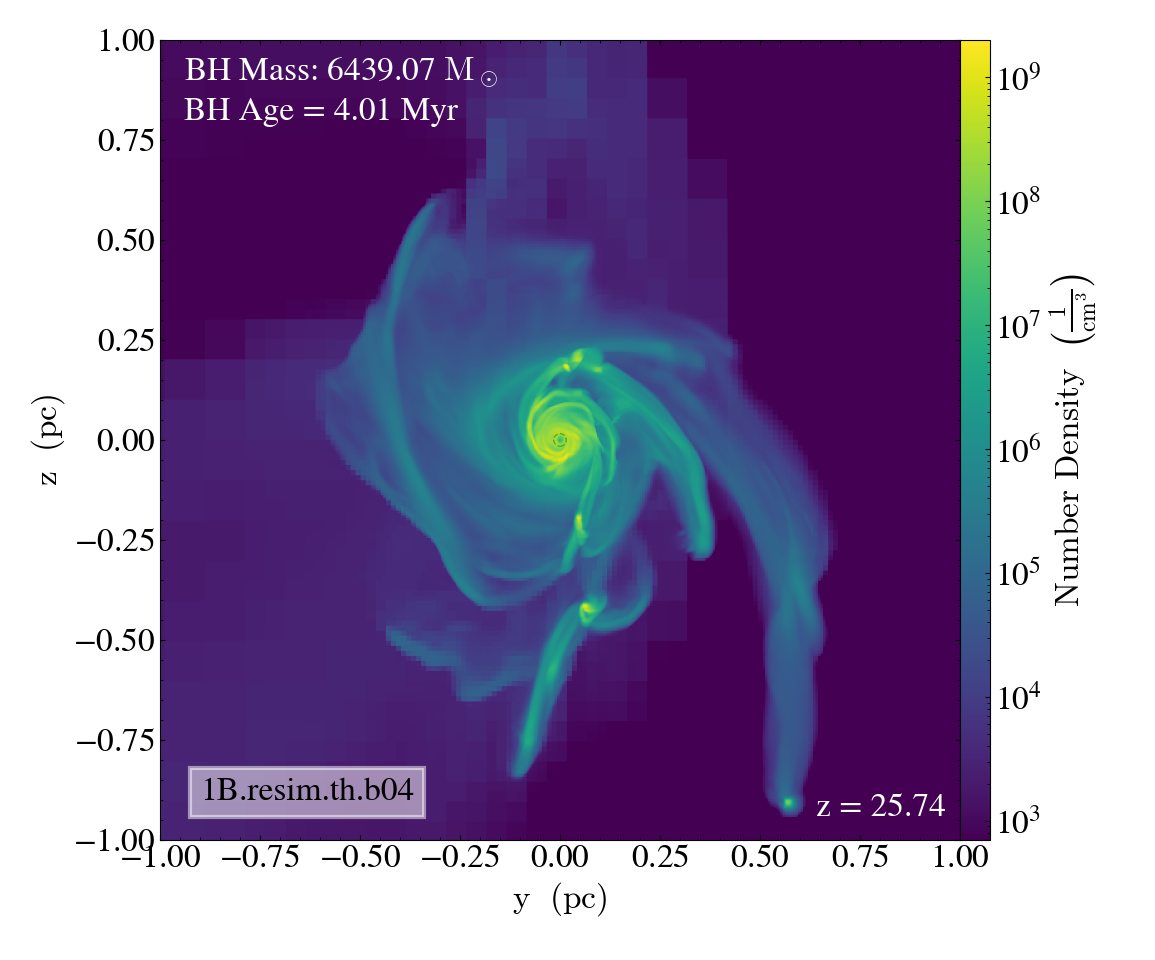 BH Mass: 6439.07 M⊙
BH Age = 4.01 Myr
1.00
0.75
0.50
0.25
0.00
−0.25
−0.50
−0.75
−1.00
z (pc)
1B.resim.th.b04
z = 25.74
−1.00 −0.75 −0.50 −0.25 0.00 0.25 0.50 0.75 1.00
y (pc)
10⁹
10⁸
10⁷
10⁶
10⁵
10⁴
10³
Number Density (1/cm³)